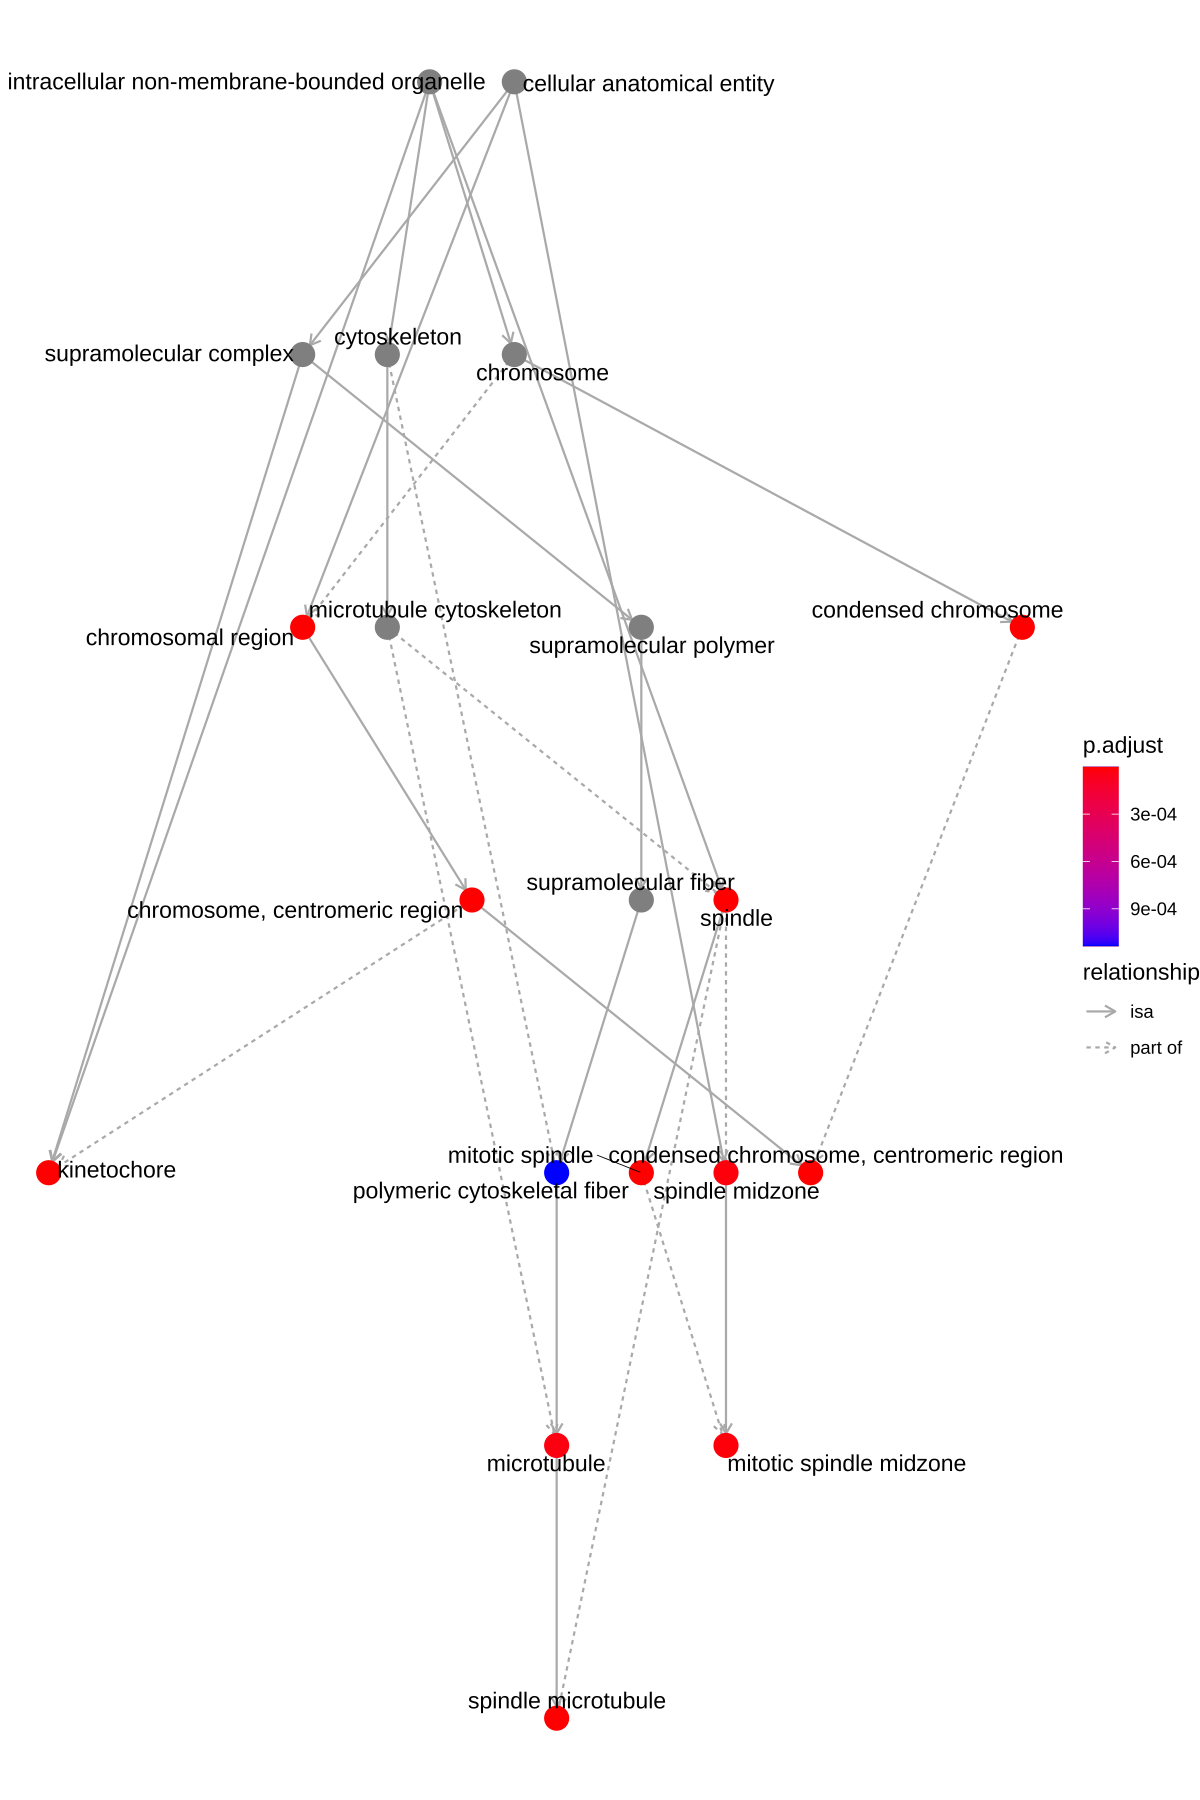 intracellular non-membrane-bounded organelle
cellular anatomical entity
cytoskeleton
supramolecular complex
chromosome
microtubule cytoskeleton
condensed chromosome
chromosomal region
supramolecular polymer
p.adjust
3e-04
6e-04
9e-04
supramolecular fiber
chromosome, centromeric region
spindle
relationship
isa
part of
mitotic spindle
condensed chromosome, centromeric region
kinetochore
polymeric cytoskeletal fiber
spindle midzone
microtubule
mitotic spindle midzone
spindle microtubule